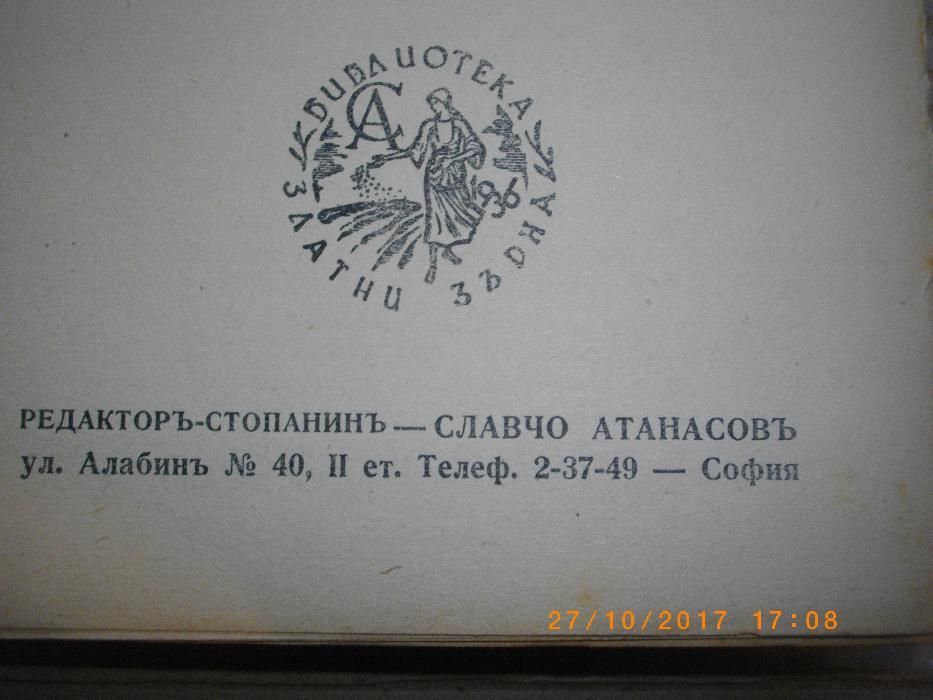 БИБЛИОТЕКА
СА
1936
ЗЛАТНИ ЗЪРНА
РЕДАКТОРЪ-СТОПАНИНЪ — СЛАВЧО АТАНАСОВЪ
ул. Алабинъ № 40, II ет. Телеф. 2-37-49 — София
27/10/2017 17:08